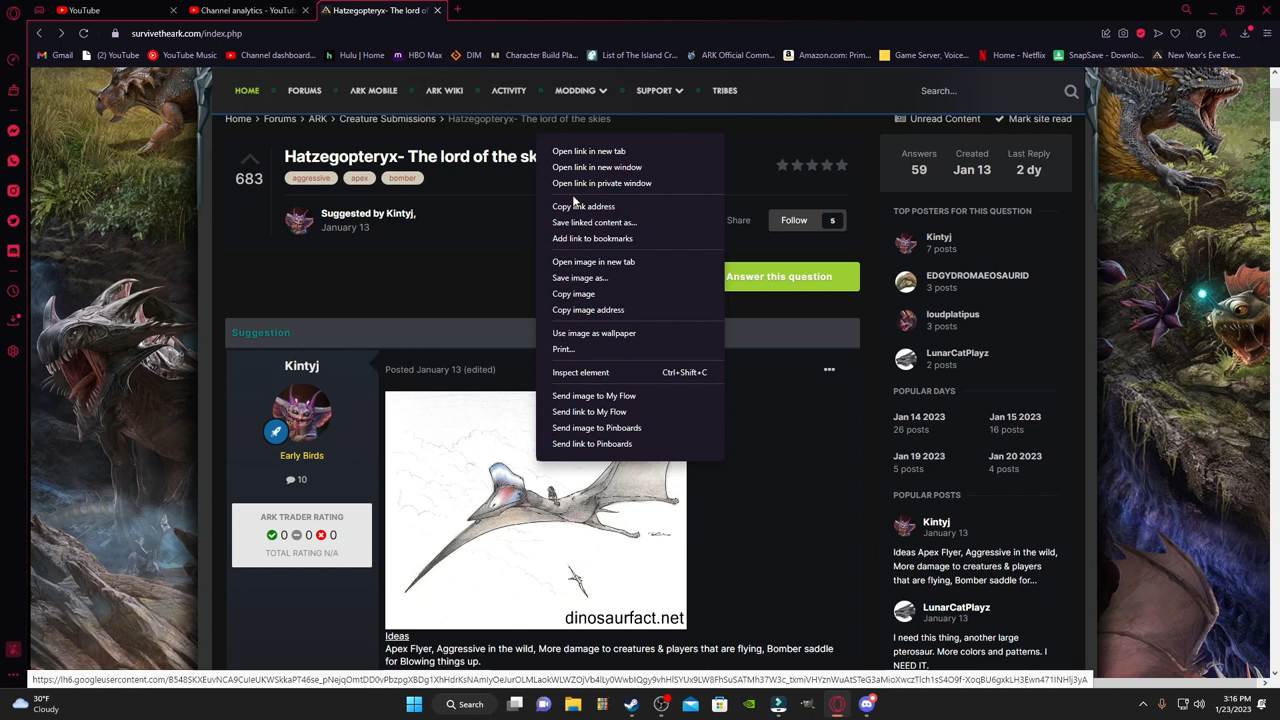 YouTube
Channel analytics - YouTube
Hatzegopteryx- The lord of
survivetheark.com/index.php
Gmail
(2) YouTube
YouTube Music
Channel dashboard...
Hulu | Home
HBO Max
DIM
Character Build Pla...
List of The Island Cr...
ARK Official Comm...
Amazon.com: Prim...
Game Server, Voice...
Home - Netflix
SnapSave - Downlo...
New Year's Eve Eve...
HOME
FORUMS
ARK MOBILE
ARK WIKI
ACTIVITY
MODDING
SUPPORT
TRIBES
Search...
Home > Forums > ARK > Creature Submissions > Hatzegopteryx- The lord of the skies
Unread Content
Mark site read
683
Hatzegopteryx- The lord of the sk
aggressive
apex
bomber
Suggested by Kintyj,
January 13
Share
Follow
5
Answer this question
Open link in new tab
Open link in new window
Open link in private window
Copy link address
Save linked content as...
Add link to bookmarks
Open image in new tab
Save image as...
Copy image
Copy image address
Use image as wallpaper
Print...
Inspect element Ctrl+Shift+C
Send image to My Flow
Send link to My Flow
Send image to Pinboards
Send link to Pinboards
Suggestion
Kintyj
Early Birds
10
ARK TRADER RATING
0 0 0
TOTAL RATING N/A
Posted January 13 (edited)
dinosaurfact.net
Ideas
Apex Flyer, Aggressive in the wild, More damage to creatures & players that are flying, Bomber saddle
for Blowing things up.
Answers
59
Created
Jan 13
Last Reply
2 dy
TOP POSTERS FOR THIS QUESTION
Kintyj
7 posts
EDGYDROMAEOSAURID
3 posts
loudplatipus
3 posts
LunarCatPlayz
2 posts
POPULAR DAYS
Jan 14 2023
26 posts
Jan 15 2023
16 posts
Jan 19 2023
5 posts
Jan 20 2023
4 posts
POPULAR POSTS
Kintyj
January 13
Ideas Apex Flyer, Aggressive in the wild,
More damage to creatures & players
that are flying, Bomber saddle for...
LunarCatPlayz
January 13
I need this thing, another large
pterosaur. More colors and patterns. I
NEED IT.
30°F
Cloudy
Search
3:16 PM
1/23/2023